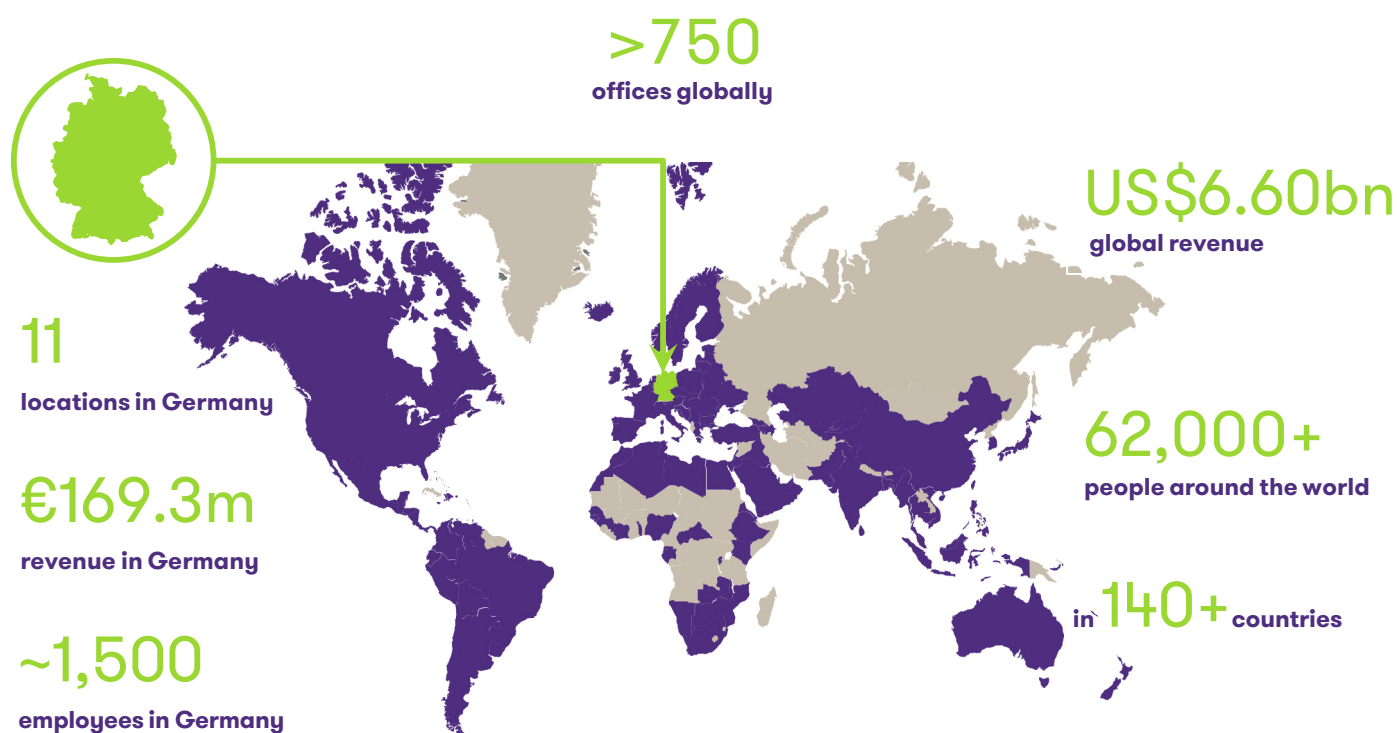 >750
offices globally
US$6.60bn
global revenue
11
locations in Germany
62,000+
people around the world
€169.3m
revenue in Germany
in 140+ countries
~1,500
employees in Germany